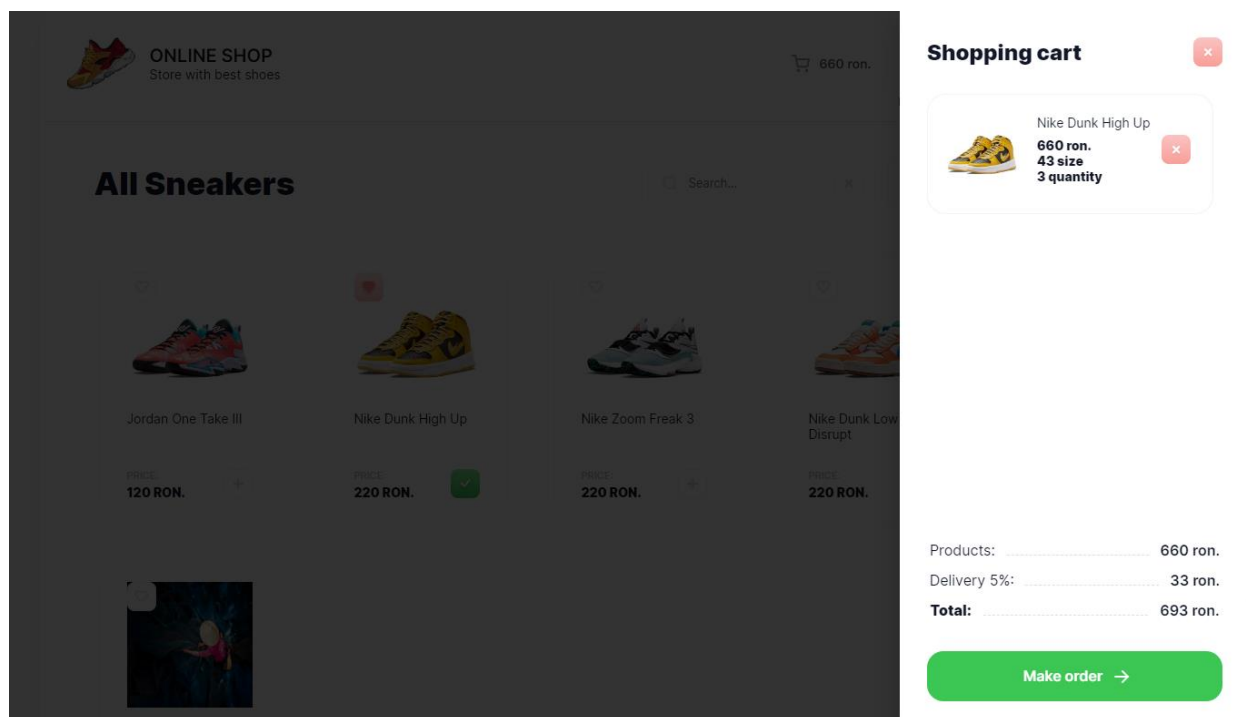 ONLINE SHOP
Store with best shoes
660 ron.
All Sneakers
Search...
Jordan One Take III
PRICE:
120 RON.
Nike Dunk High Up
PRICE:
220 RON.
Nike Zoom Freak 3
PRICE:
220 RON.
Nike Dunk Low
Disrupt
PRICE:
220 RON.
Shopping cart
Nike Dunk High Up
660 ron.
43 size
3 quantity
Products: 660 ron.
Delivery 5%: 33 ron.
Total: 693 ron.
Make order →